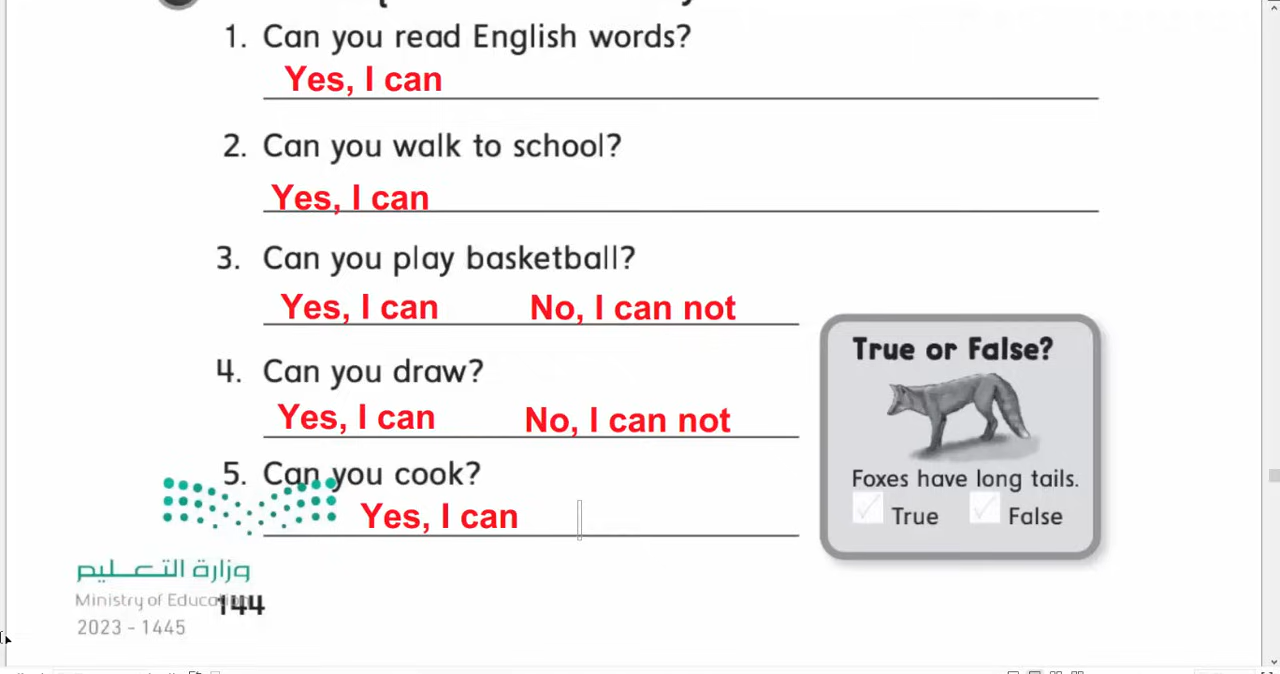 1. Can you read English words?
Yes, I can
2. Can you walk to school?
Yes, I can
3. Can you play basketball?
Yes, I can No, I can not
4. Can you draw?
Yes, I can No, I can not
5. Can you cook?
Yes, I can
True or False?
Foxes have long tails.
True False
وزارة التعليم
Ministry of Education
144
2023 - 1445